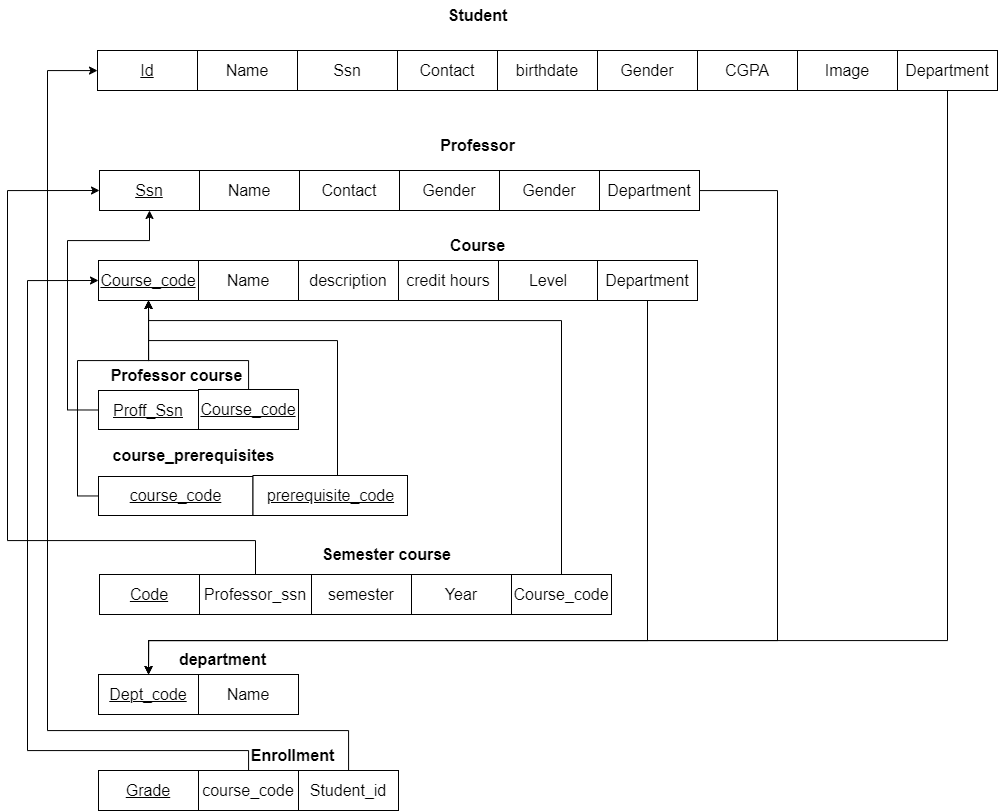 Student
Id Name Ssn Contact birthdate Gender CGPA Image Department
Professor
Ssn Name Contact Gender Gender Department
Course
Course_code Name description credit hours Level Department
Professor course
Proff_Ssn Course_code
course_prerequisites
course_code prerequisite_code
Semester course
Code Professor_ssn semester Year Course_code
department
Dept_code Name
Enrollment
Grade course_code Student_id